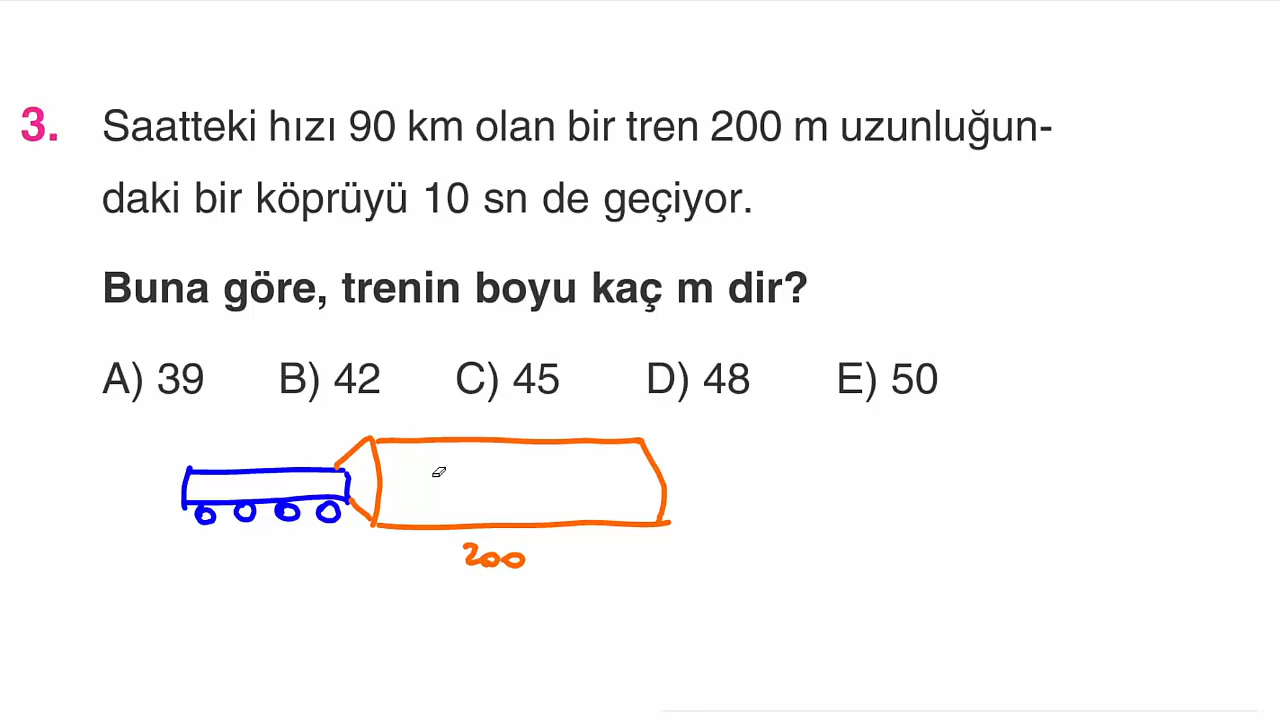 3. Saatteki hızı 90 km olan bir tren 200 m uzunluğun-
daki bir köprüyü 10 sn de geçiyor.
Buna göre, trenin boyu kaç m dir?
A) 39 B) 42 C) 45 D) 48 E) 50
200